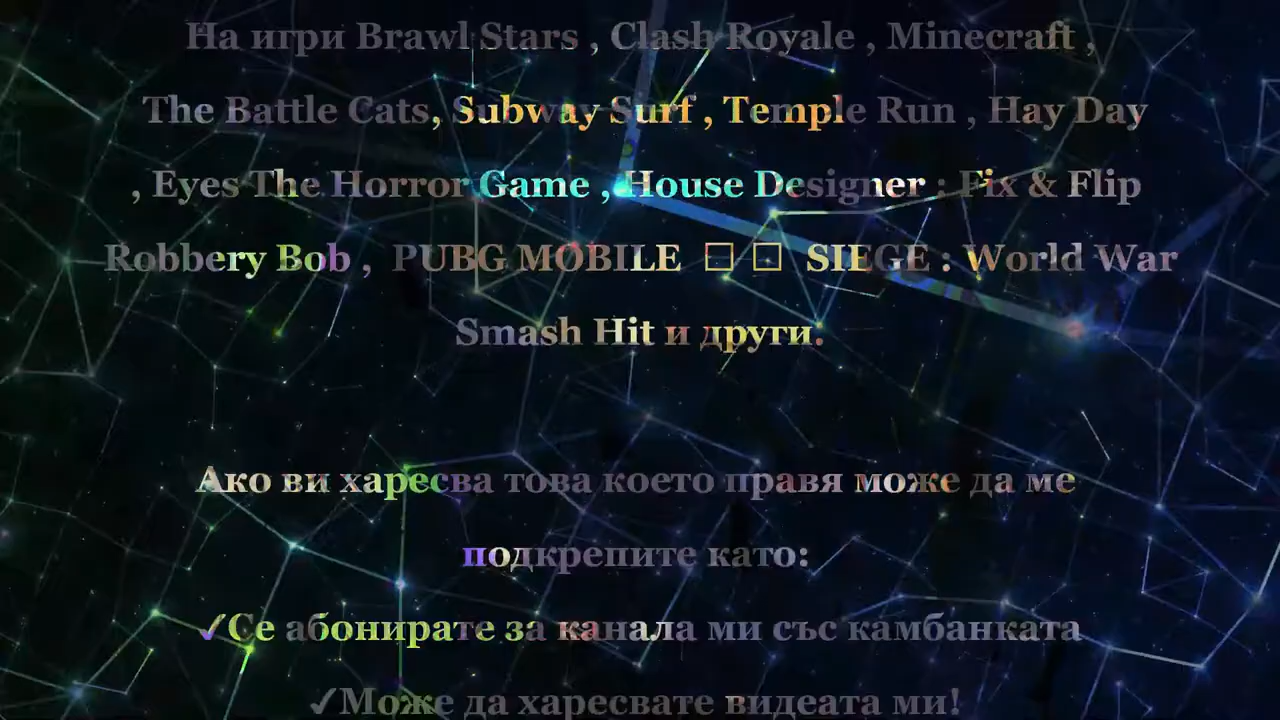 На игри Brawl Stars , Clash Royale , Minecraft ,
The Battle Cats, Subway Surf , Temple Run , Hay Day
, Eyes The Horror Game , House Designer : Fix & Flip
Robbery Bob , PUBG MOBILE □ □ SIEGE : World War
Smash Hit и други.
Ако ви харесва това което правя може да ме
подкрепите като:
✓Се абонирате за канала ми със камбанката
✓Може да харесвате видеата ми!